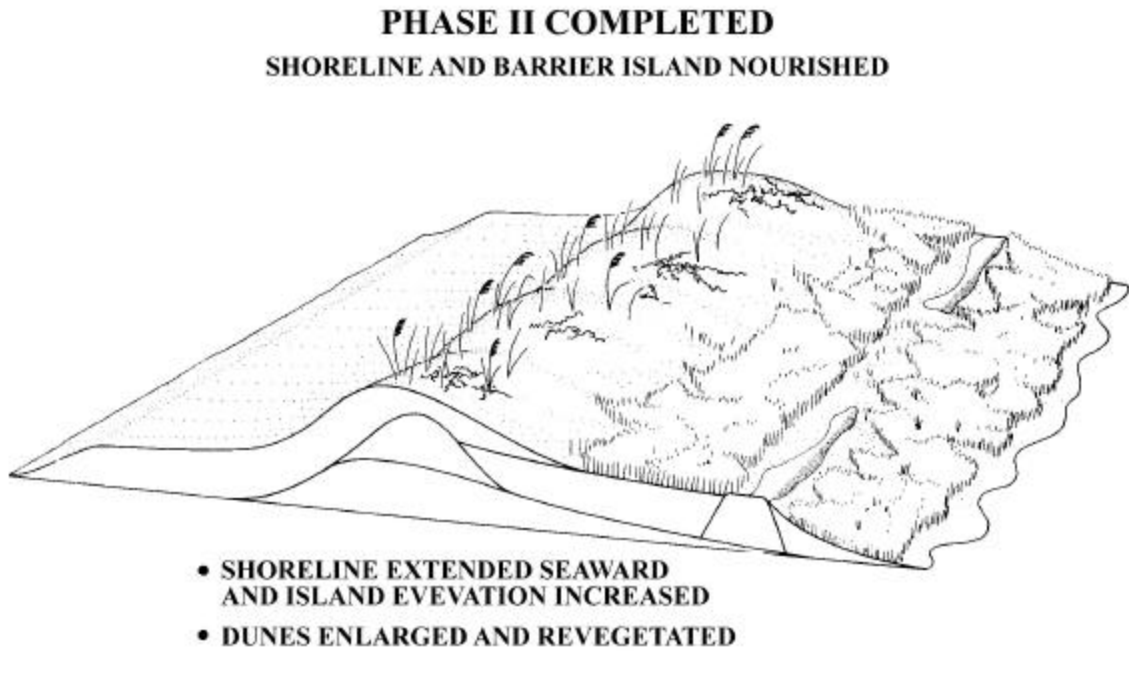 PHASE II COMPLETED
SHORELINE AND BARRIER ISLAND NOURISHED
• SHORELINE EXTENDED SEAWARD
AND ISLAND EVEVATION INCREASED
• DUNES ENLARGED AND REVEGETATED